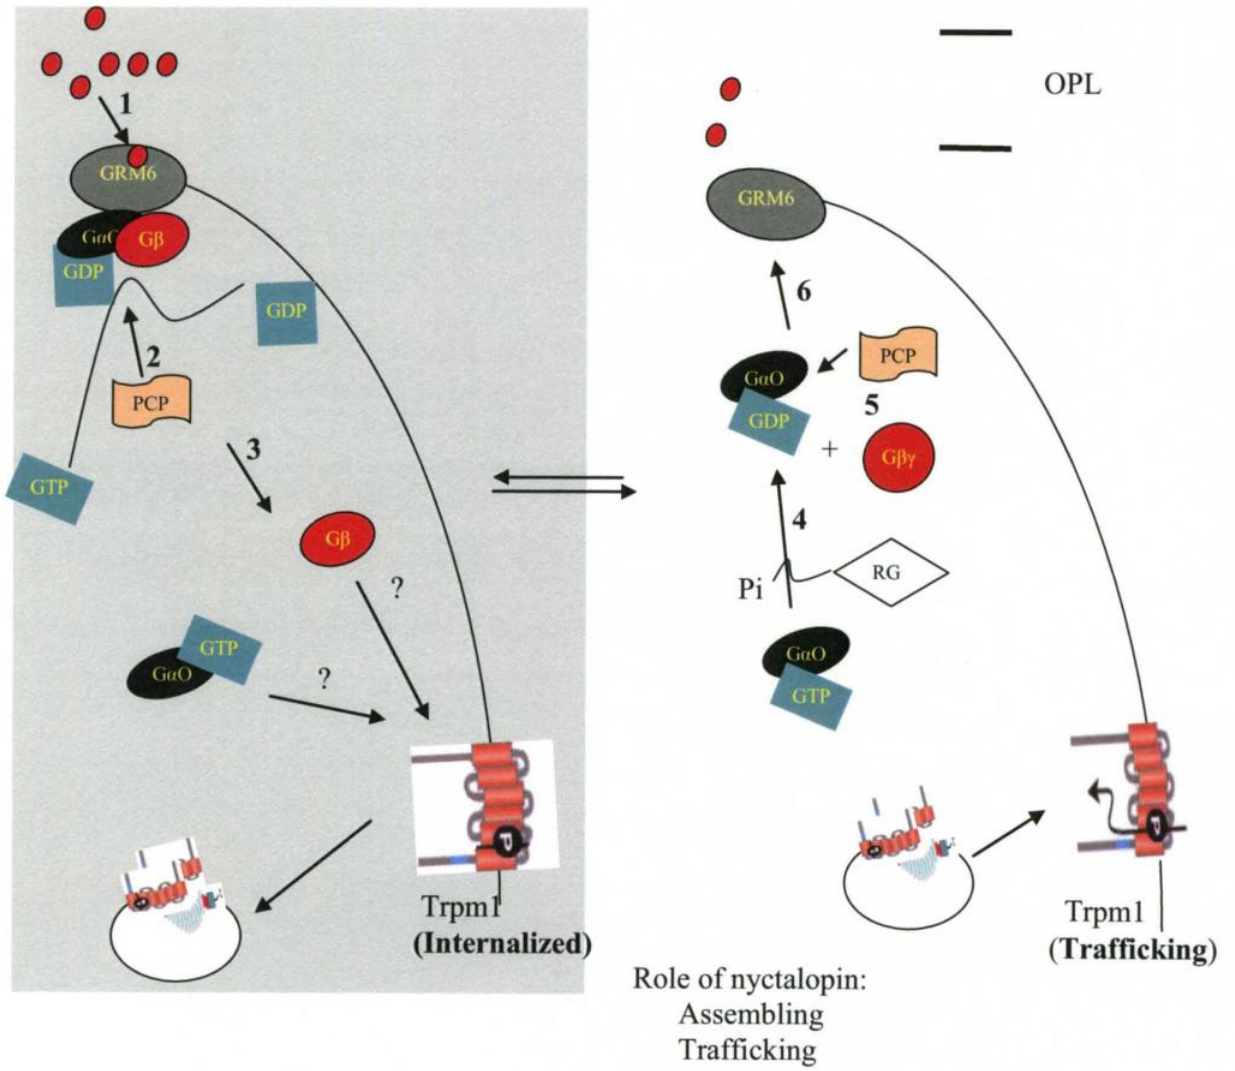 1
GRM6
GαO
Gβ
GDP
GDP
2
PCP
3
GTP
Gβ
?
GTP
GαO
?
P
Trpm1
(Internalized)
OPL
GRM6
6
PCP
GαO
5
GDP
+
Gβγ
4
Pi
RG
GαO
GTP
P
Trpm1
(Trafficking)
Role of nyctalopin:
Assembling
Trafficking